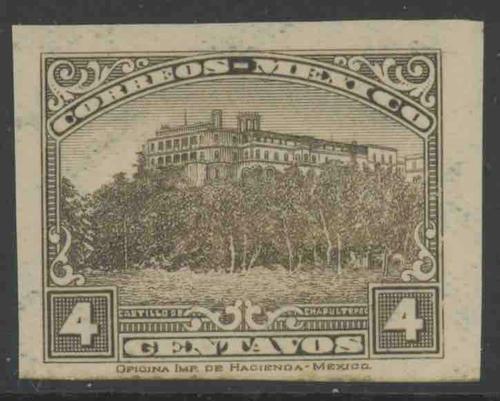 CORREOS-MEXICO
CASTILLO DE CHAPULTEPEC
4 CENTAVOS 4
OFICINA IMP. DE HACIENDA-MEXICO.